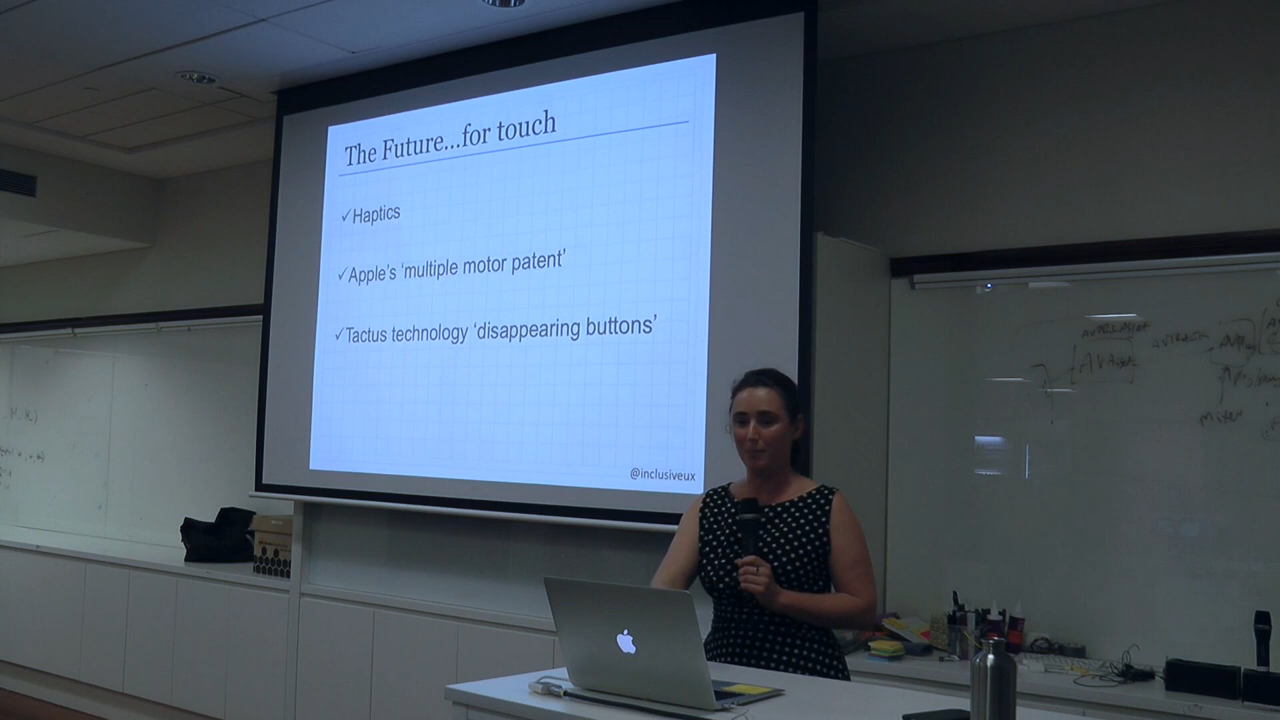 The Future...for touch
✓Haptics
✓Apple's 'multiple motor patent'
✓Tactus technology 'disappearing buttons'
@inclusiveux